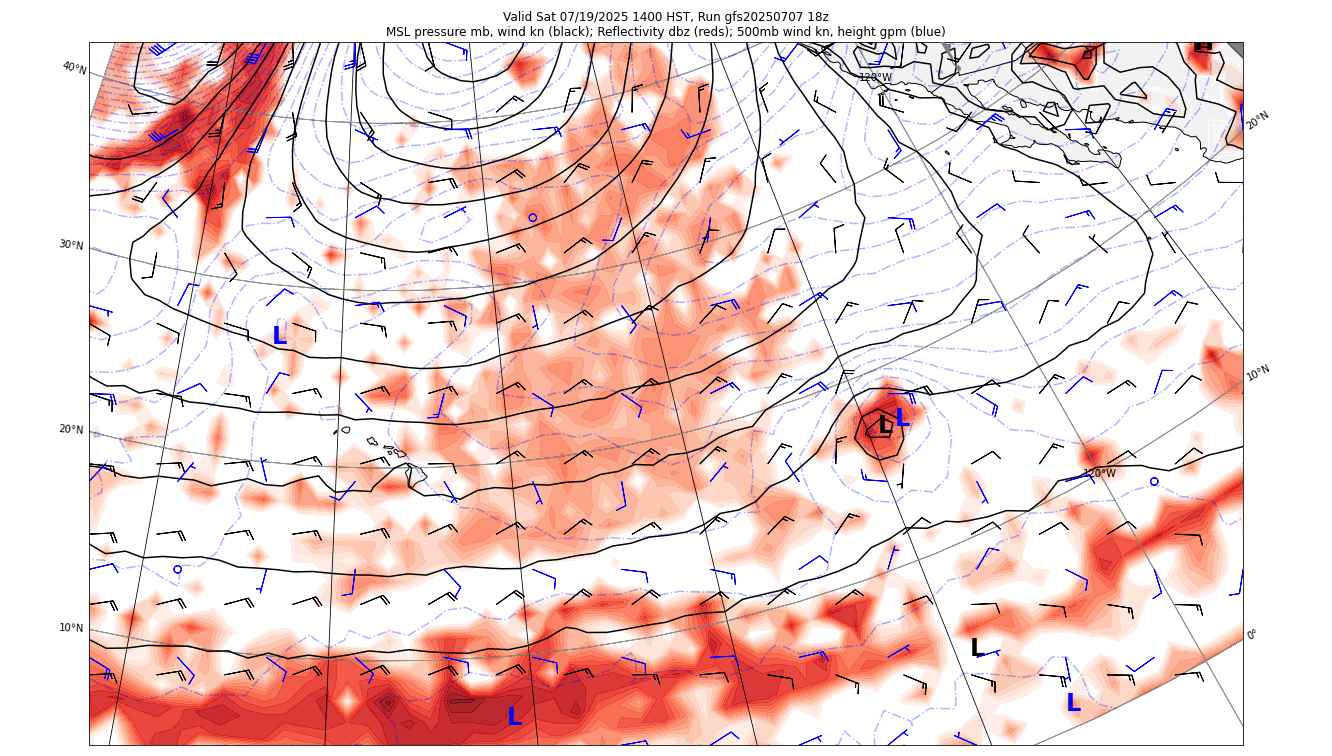 Valid Sat 07/19/2025 1400 HST, Run gfs20250707 18z
MSL pressure mb, wind kn (black); Reflectivity dbz (reds); 500mb wind kn, height gpm (blue)
40°N
120°W
20°N
30°N
L
10°N
20°N
L L
120°W
10°N
0°
L
L
L